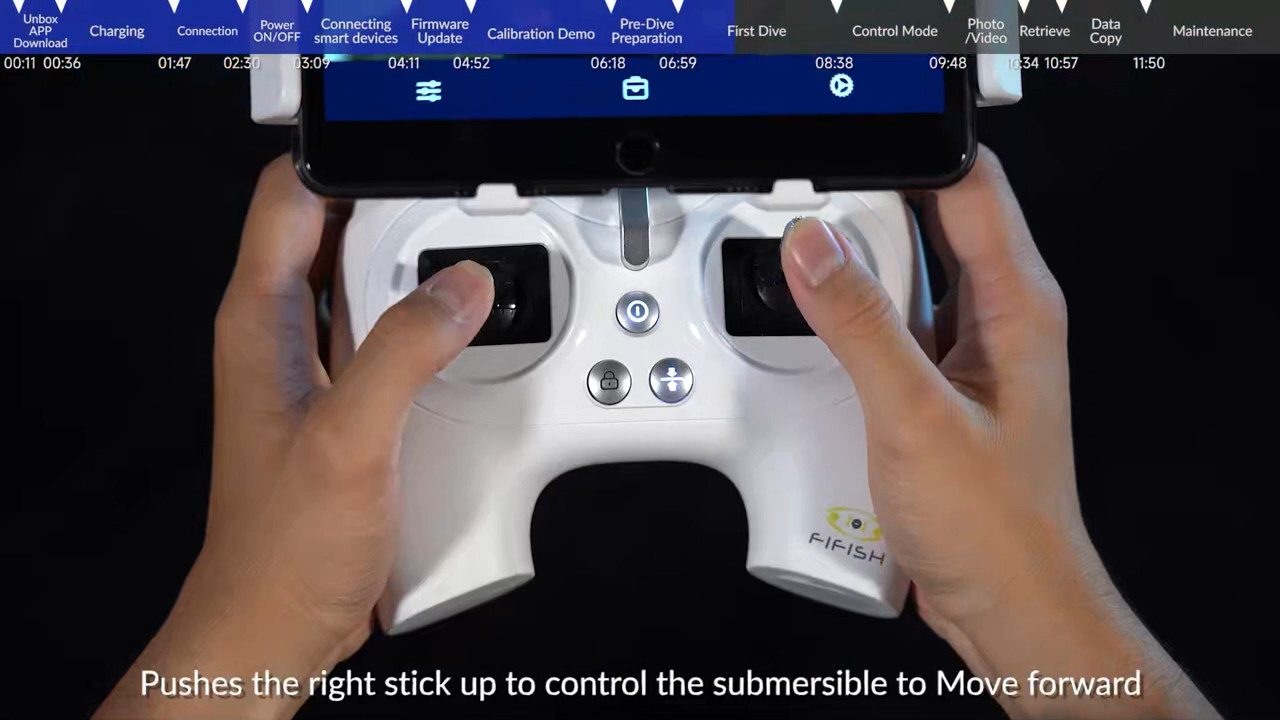 Unbox
APP
Download
Charging
Connection
Power
ON/OFF
Connecting
smart devices
Firmware
Update
Calibration Demo
Pre-Dive
Preparation
First Dive
Control Mode
Photo
/Video
Retrieve
Data
Copy
Maintenance
00:11 00:36 01:47 02:30 03:09 04:11 04:52 06:18 06:59 08:38 09:48 10:34 10:57 11:50
FIFISH
Pushes the right stick up to control the submersible to Move forward